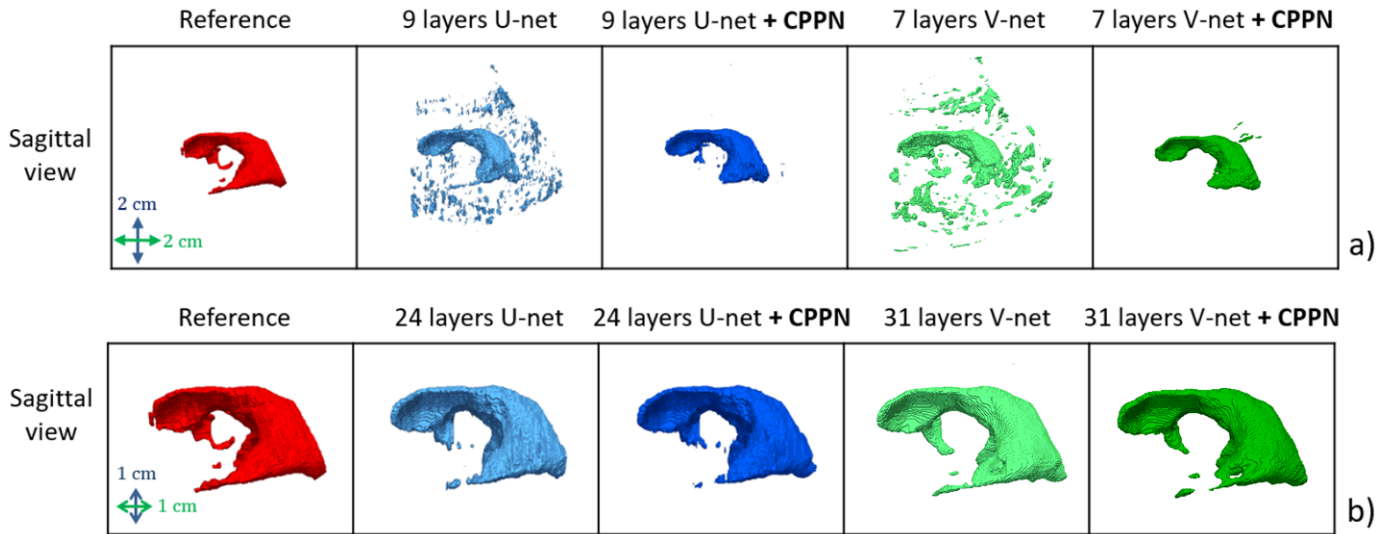 Reference 9 layers U-net 9 layers U-net + CPPN 7 layers V-net 7 layers V-net + CPPN
Sagittal
view
2 cm
2 cm
a)
Reference 24 layers U-net 24 layers U-net + CPPN 31 layers V-net 31 layers V-net + CPPN
Sagittal
view
1 cm
1 cm
b)